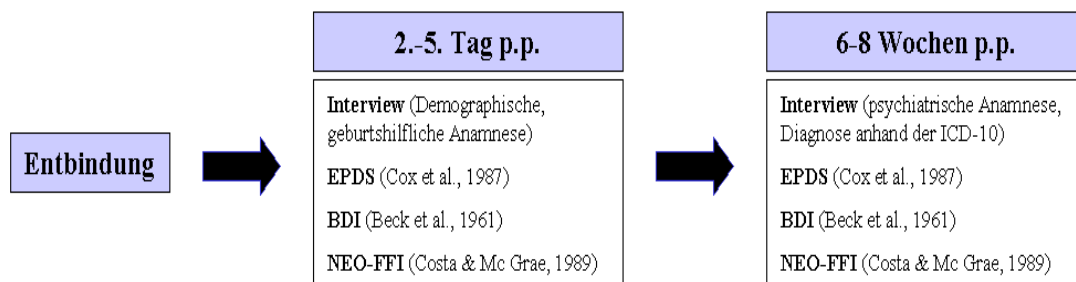 Entbindung
2.-5. Tag p.p.
Interview (Demographische,
geburtshilfliche Anamnese)
EPDS (Cox et al., 1987)
BDI (Beck et al., 1961)
NEO-FFI (Costa & Mc Grae, 1989)
6-8 Wochen p.p.
Interview (psychiatrische Anamnese,
Diagnose anhand der ICD-10)
EPDS (Cox et al., 1987)
BDI (Beck et al., 1961)
NEO-FFI (Costa & Mc Grae, 1989)